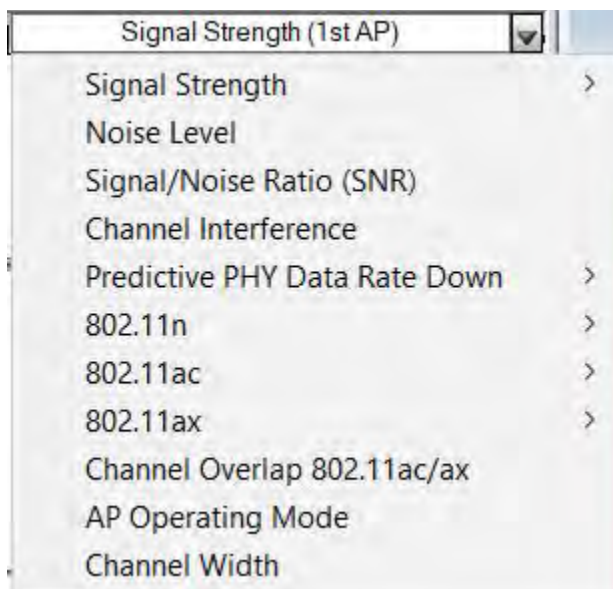 Signal Strength (1st AP)
Signal Strength
Noise Level
Signal/Noise Ratio (SNR)
Channel Interference
Predictive PHY Data Rate Down
802.11n
802.11ac
802.11ax
Channel Overlap 802.11ac/ax
AP Operating Mode
Channel Width